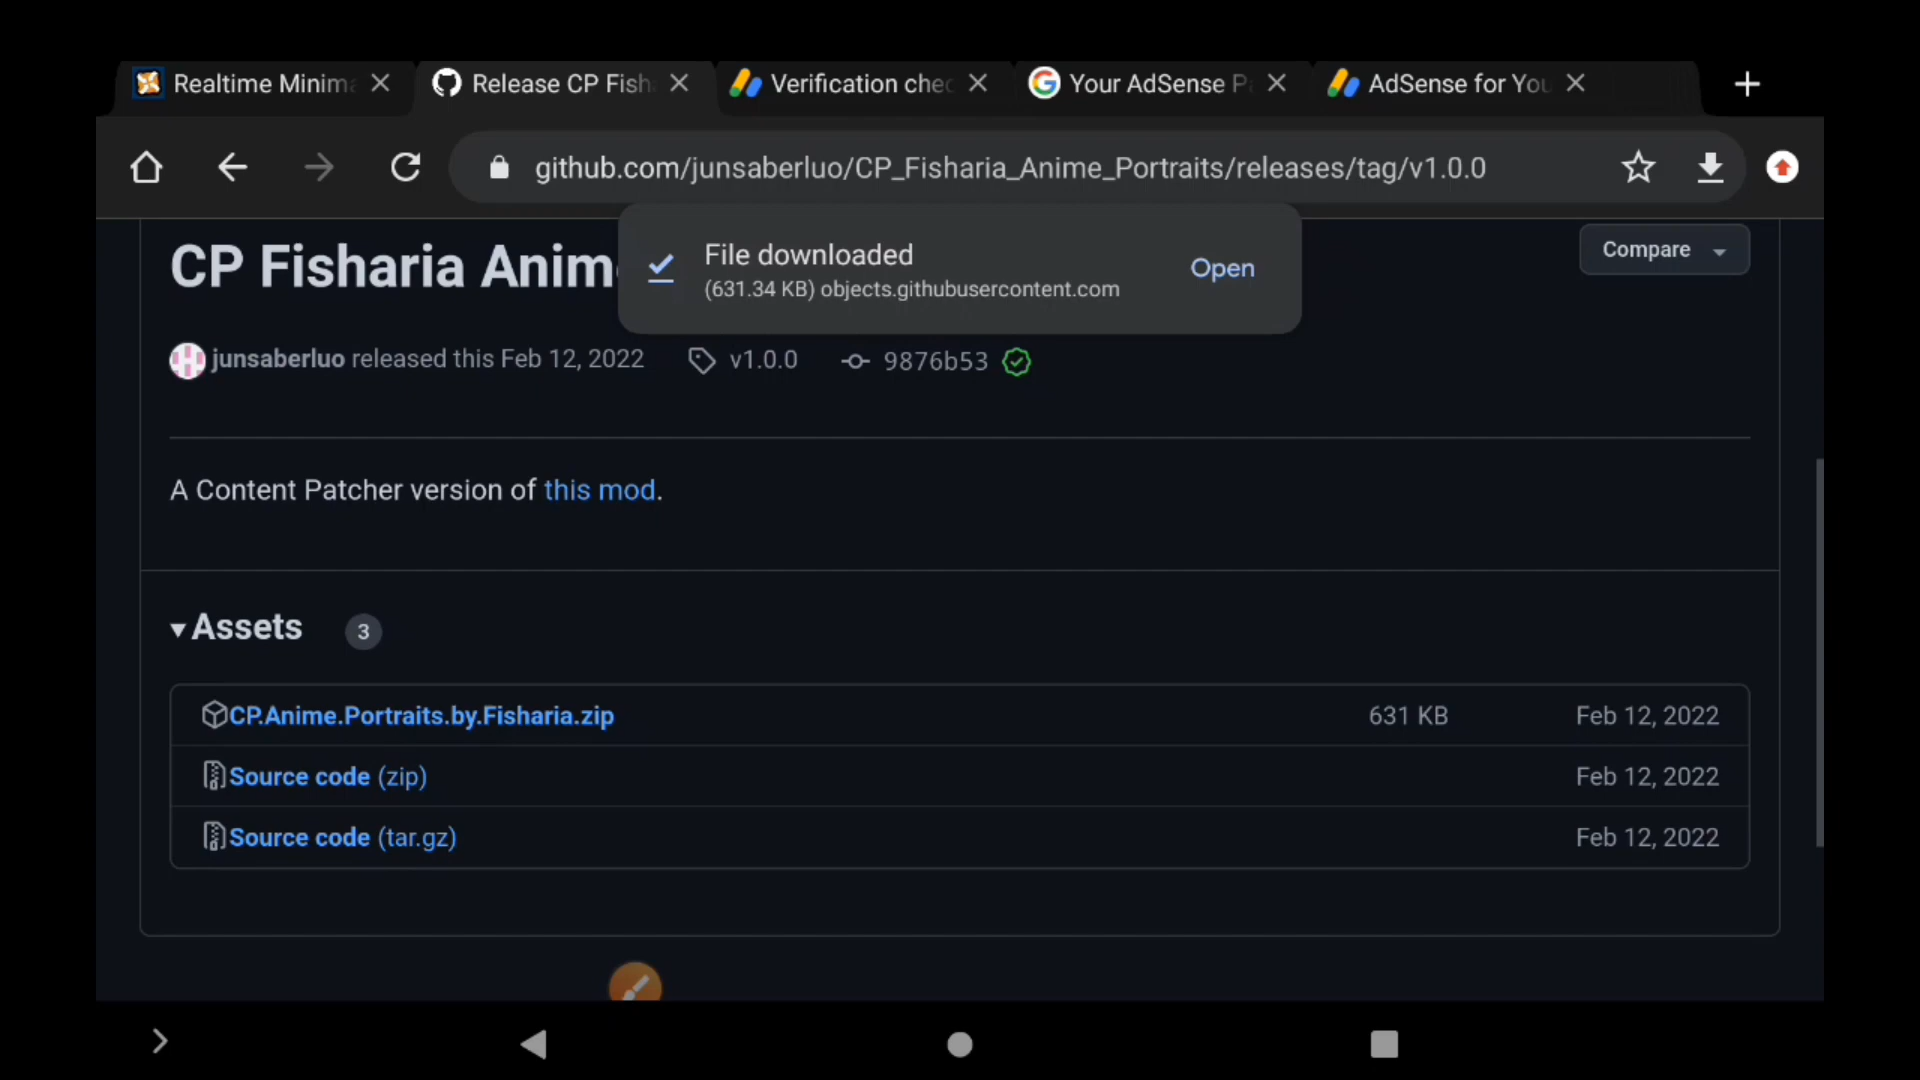 Realtime Minima
Release CP Fish
Verification chec
Your AdSense P
AdSense for You
github.com/junsaberluo/CP_Fisharia_Anime_Portraits/releases/tag/v1.0.0
File downloaded
(631.34 KB) objects.githubusercontent.com
Open
CP Fisharia Anim
Compare
junsaberluo released this Feb 12, 2022
v1.0.0
9876b53
A Content Patcher version of this mod.
Assets 3
CP.Anime.Portraits.by.Fisharia.zip 631 KB Feb 12, 2022
Source code (zip) Feb 12, 2022
Source code (tar.gz) Feb 12, 2022